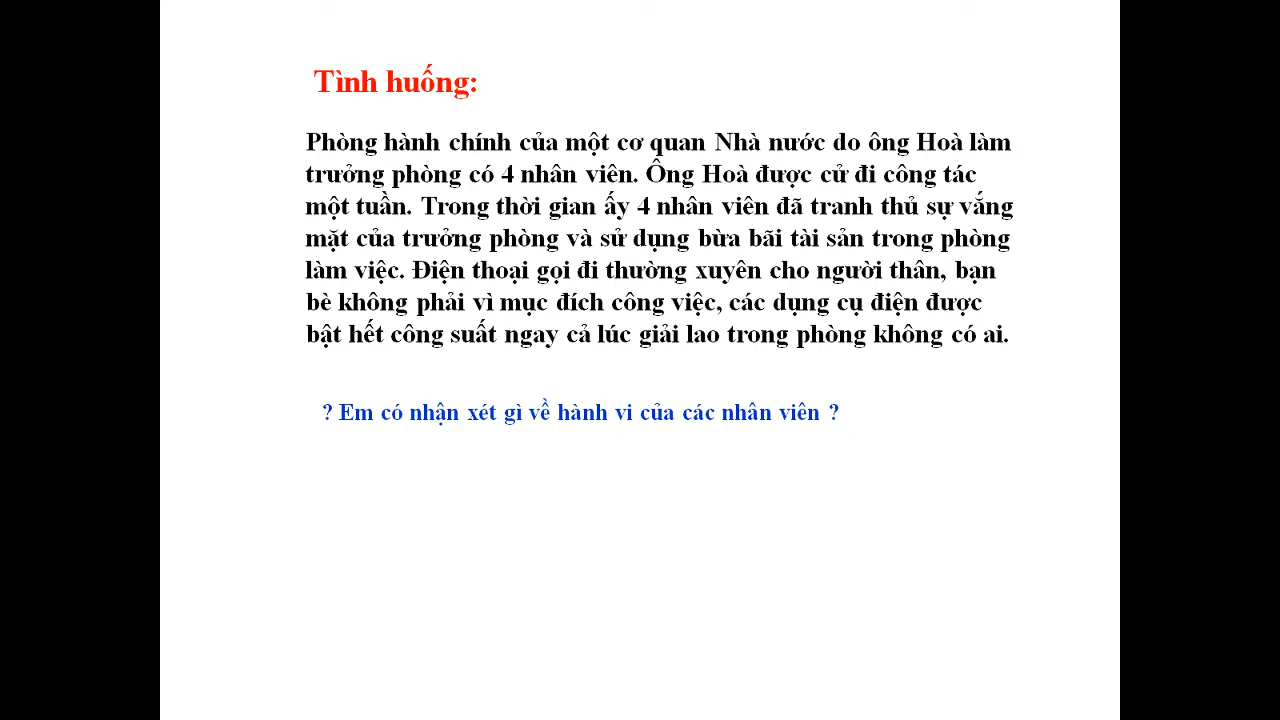 Tình huống:
Phòng hành chính của một cơ quan Nhà nước do ông Hoà làm
trưởng phòng có 4 nhân viên. Ông Hoà được cử đi công tác
một tuần. Trong thời gian ấy 4 nhân viên đã tranh thủ sự vắng
mặt của trưởng phòng và sử dụng bừa bãi tài sản trong phòng
làm việc. Điện thoại gọi đi thường xuyên cho người thân, bạn
bè không phải vì mục đích công việc, các dụng cụ điện được
bật hết công suất ngay cả lúc giải lao trong phòng không có ai.
? Em có nhận xét gì về hành vi của các nhân viên ?